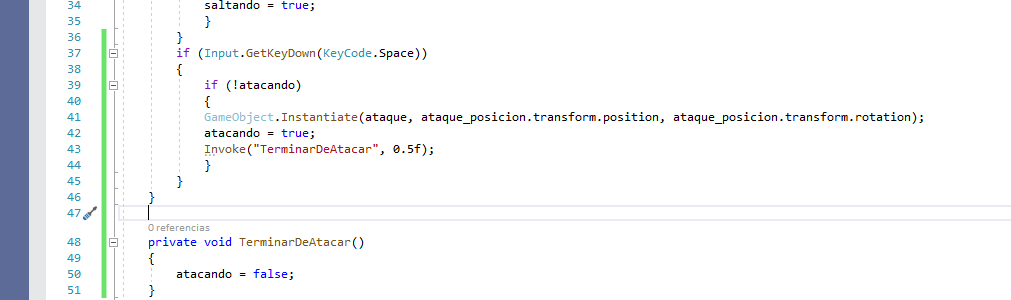 34 saltando = true;
35 }
36 }
37 if (Input.GetKeyDown(KeyCode.Space))
38 {
39 if (!atacando)
40 {
41 GameObject.Instantiate(ataque, ataque_posicion.transform.position, ataque_posicion.transform.rotation);
42 atacando = true;
43 Invoke("TerminarDeAtacar", 0.5f);
44 }
45 }
46 }
47
0 referencias
48 private void TerminarDeAtacar()
49 {
50 atacando = false;
51 }